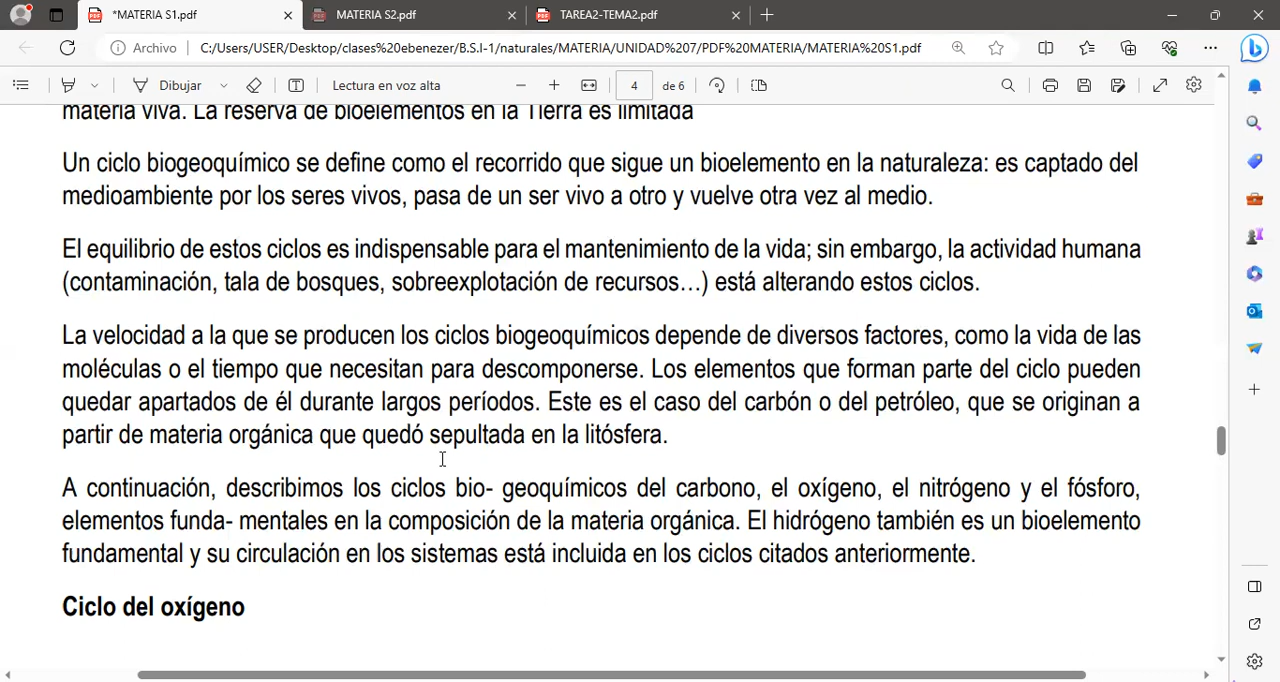 *MATERIA S1.pdf
MATERIA S2.pdf
TAREA2-TEMA2.pdf
Archivo
C:/Users/USER/Desktop/clases%20ebenezer/B.S.I-1/naturales/MATERIA/UNIDAD%207/PDF%20MATERIA/MATERIA%20S1.pdf
Dibujar
Lectura en voz alta
4
de 6
materia viva. La reserva de bioelementos en la Tierra es limitada
Un ciclo biogeoquímico se define como el recorrido que sigue un bioelemento en la naturaleza: es captado del
medioambiente por los seres vivos, pasa de un ser vivo a otro y vuelve otra vez al medio.
El equilibrio de estos ciclos es indispensable para el mantenimiento de la vida; sin embargo, la actividad humana
(contaminación, tala de bosques, sobreexplotación de recursos…) está alterando estos ciclos.
La velocidad a la que se producen los ciclos biogeoquímicos depende de diversos factores, como la vida de las
moléculas o el tiempo que necesitan para descomponerse. Los elementos que forman parte del ciclo pueden
quedar apartados de él durante largos períodos. Este es el caso del carbón o del petróleo, que se originan a
partir de materia orgánica que quedó sepultada en la litósfera.
A continuación, describimos los ciclos bio- geoquímicos del carbono, el oxígeno, el nitrógeno y el fósforo,
elementos funda- mentales en la composición de la materia orgánica. El hidrógeno también es un bioelemento
fundamental y su circulación en los sistemas está incluida en los ciclos citados anteriormente.
Ciclo del oxígeno